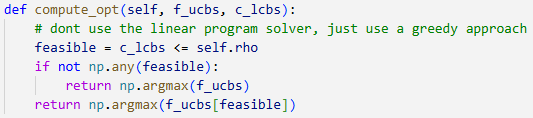 def compute_opt(self, f_ucbs, c_lcbs):
    # dont use the linear program solver, just use a greedy approach
    feasible = c_lcbs <= self.rho
    if not np.any(feasible):
        return np.argmax(f_ucbs)
    return np.argmax(f_ucbs[feasible])